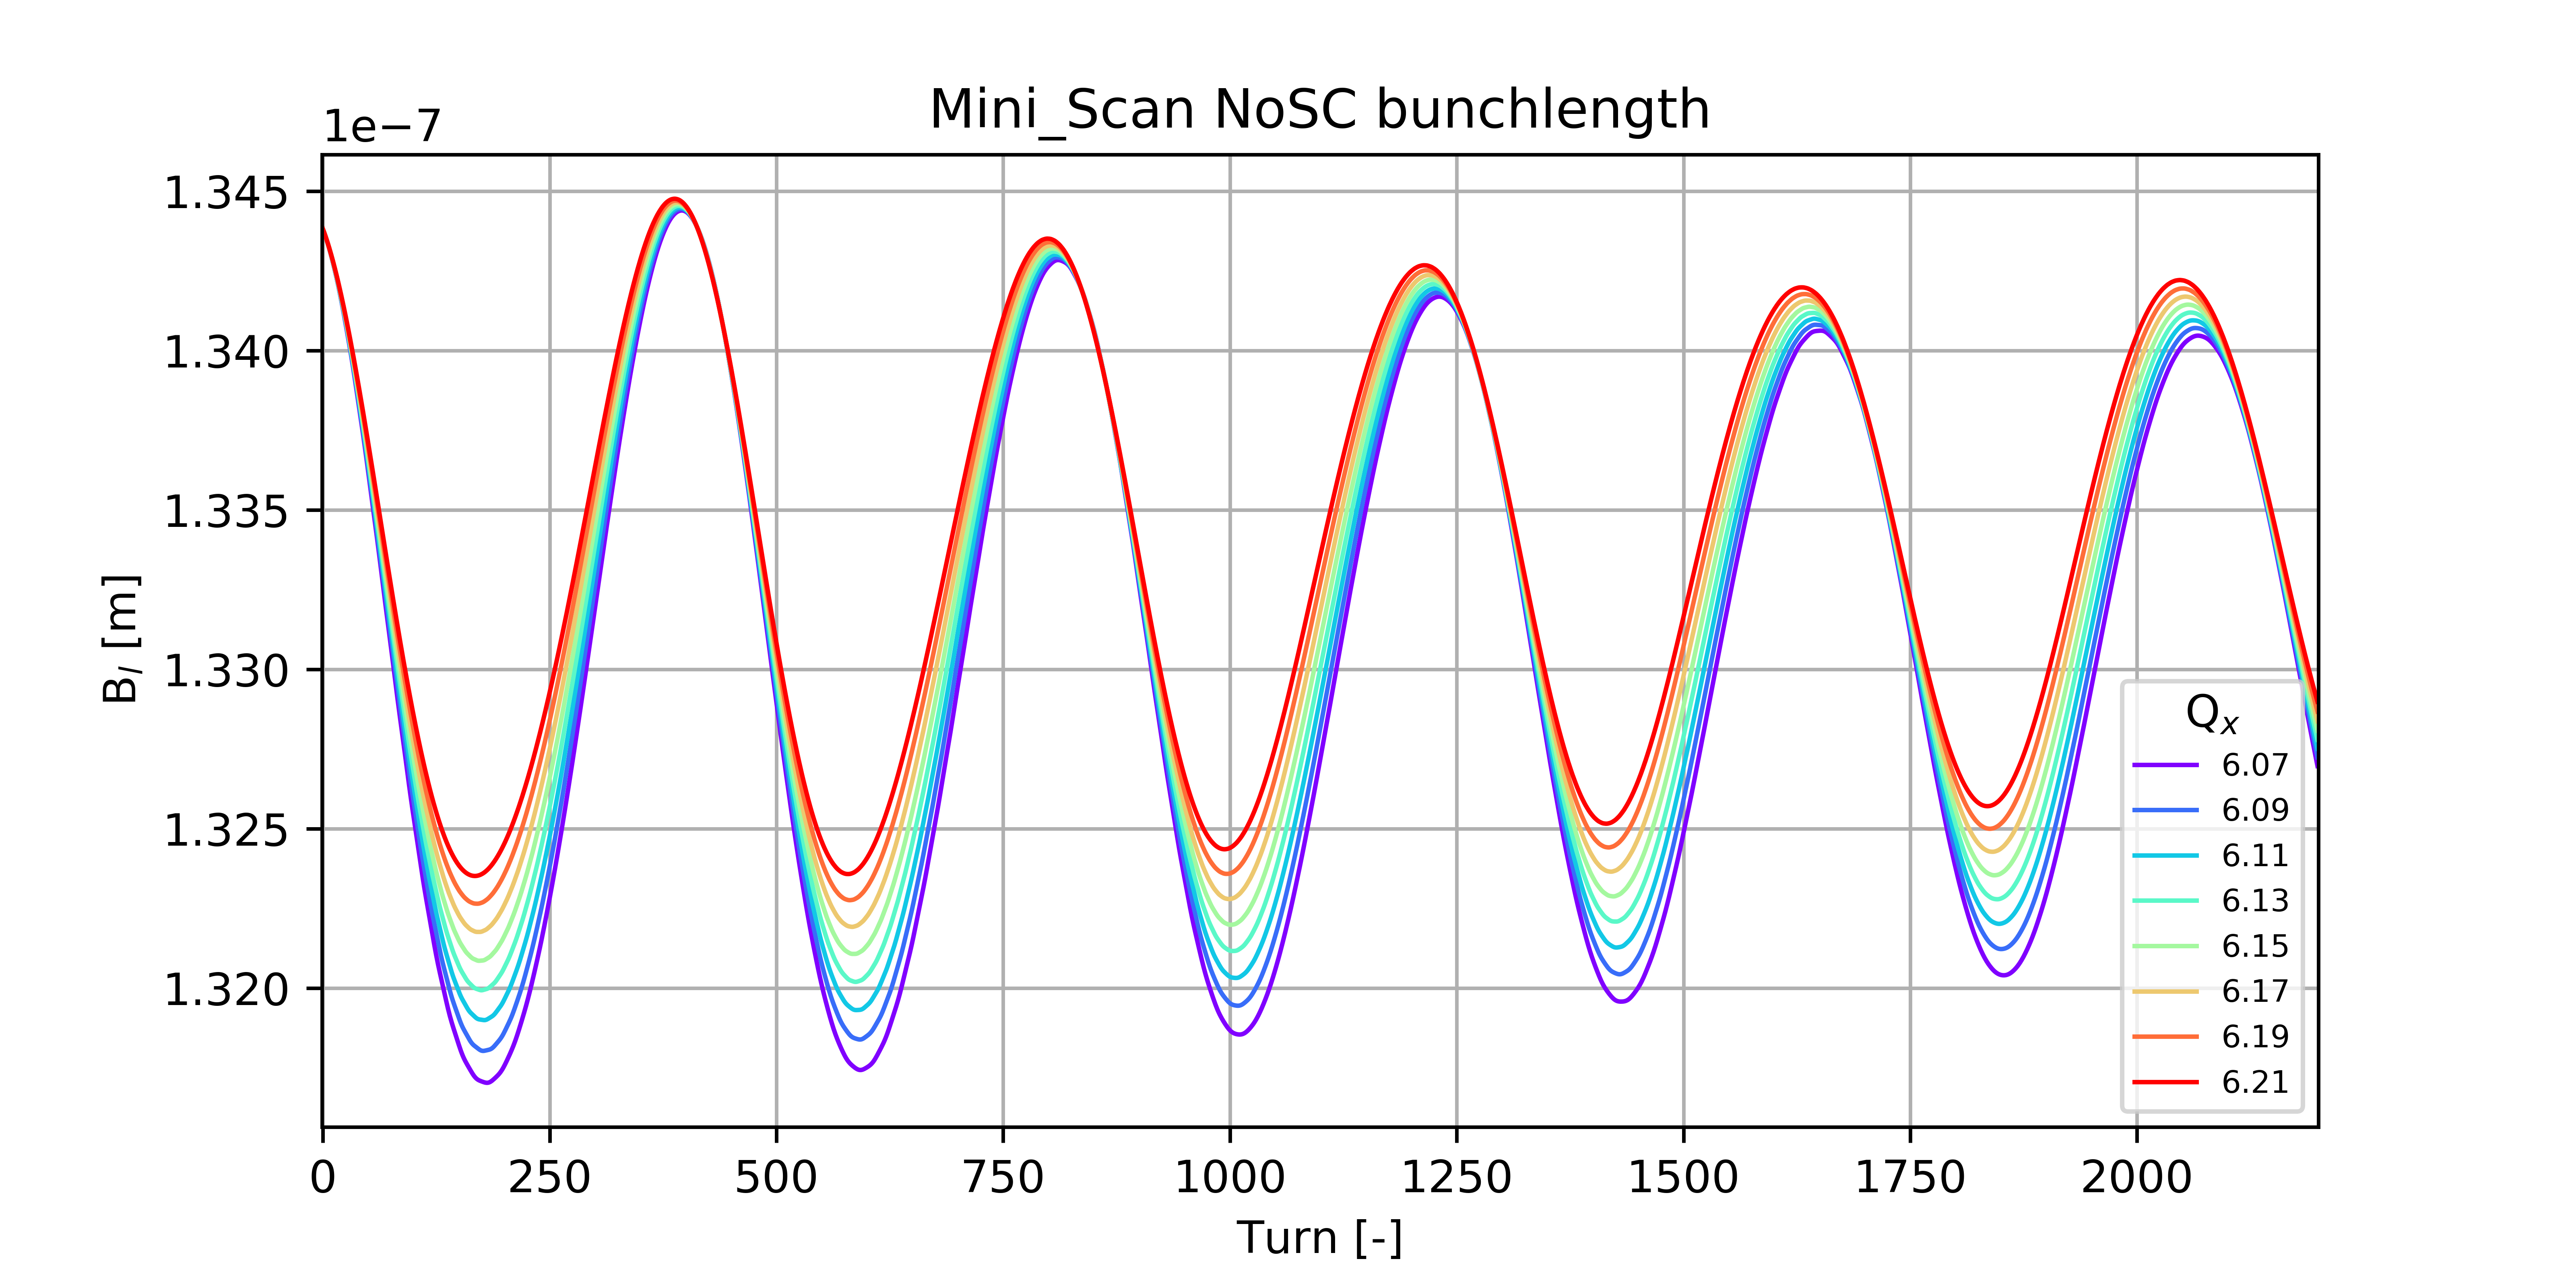 Mini_Scan NoSC bunchlength
1e−7
1.345
1.340
1.335
1.330
1.325
1.320
B_l [m]
0 250 500 750 1000 1250 1500 1750 2000
Turn [-]
Q_x
6.07
6.09
6.11
6.13
6.15
6.17
6.19
6.21